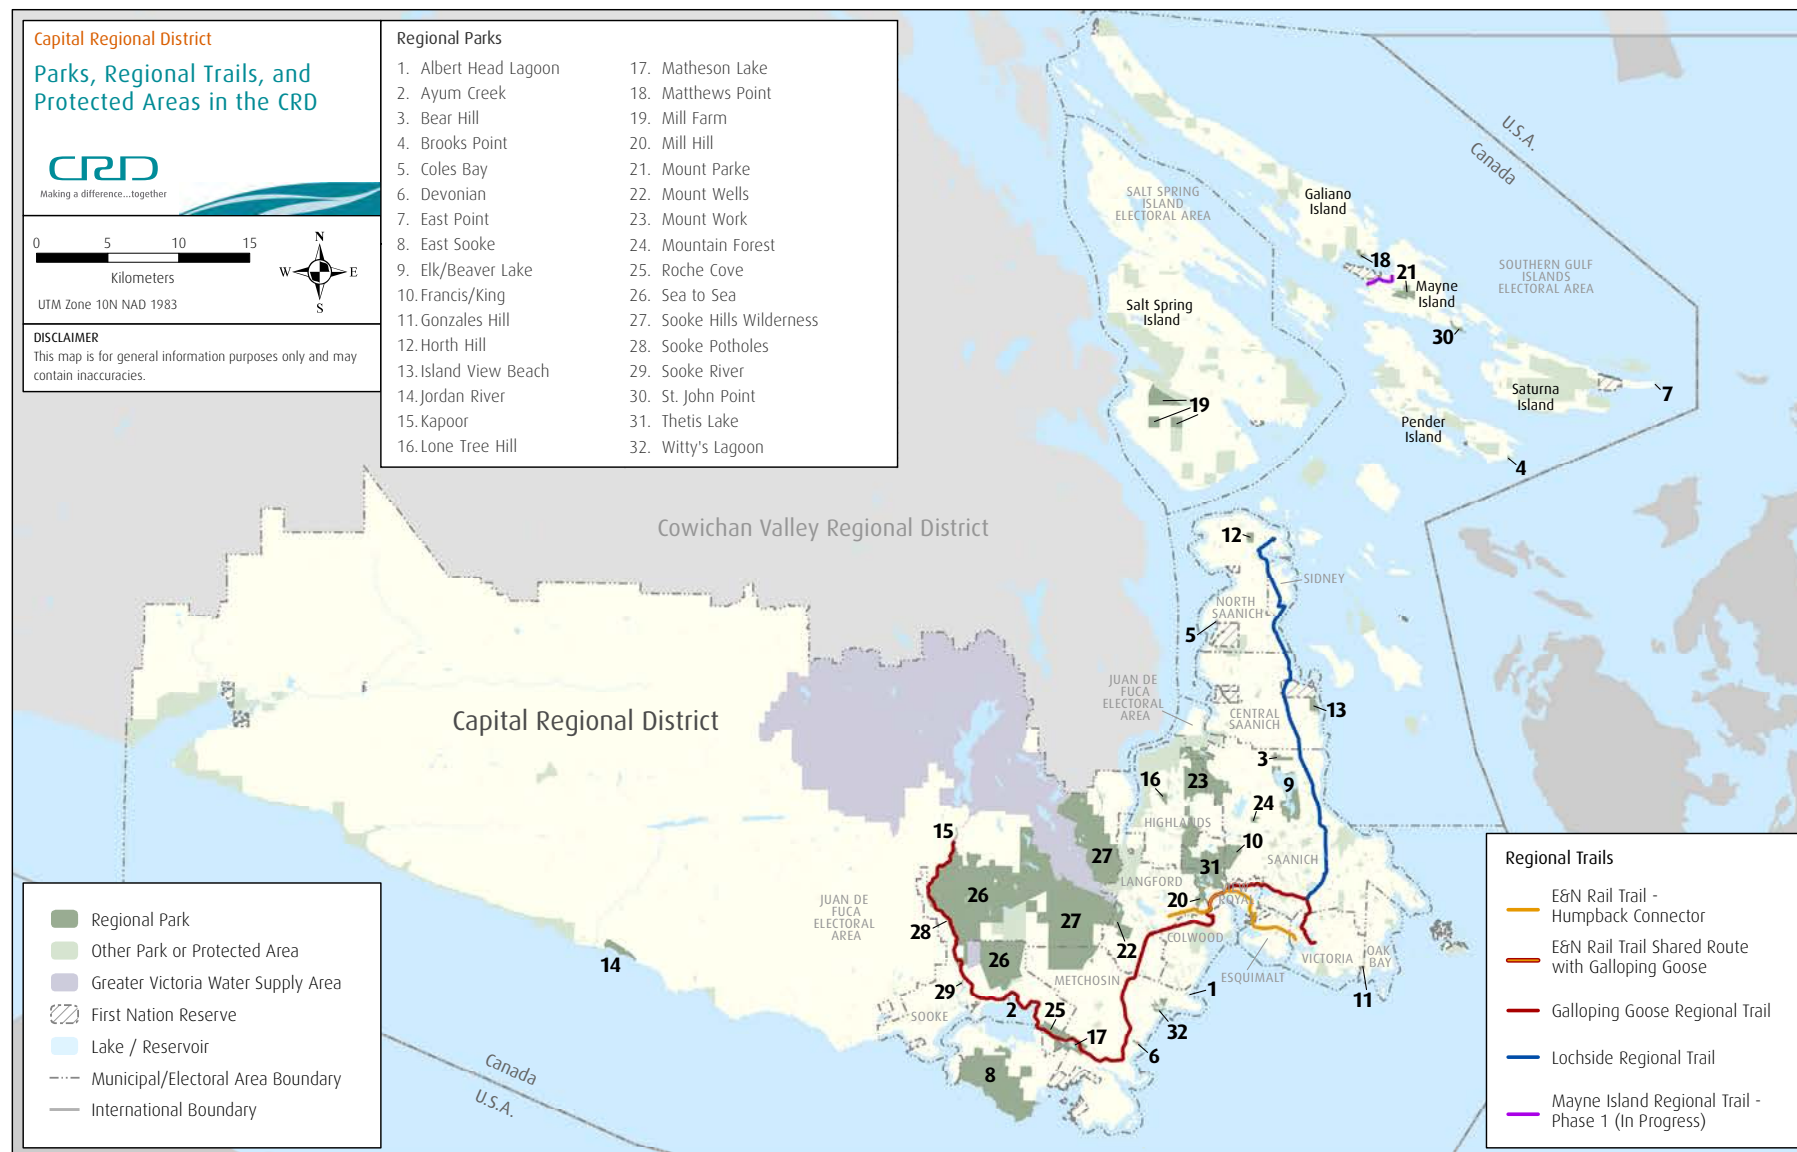 Capital Regional District
Parks, Regional Trails, and
Protected Areas in the CRD
CRD
Making a difference...together
0 5 10 15
Kilometers
UTM Zone 10N NAD 1983
N
W E
S
DISCLAIMER
This map is for general information purposes only and may
contain inaccuracies.
Regional Parks
1. Albert Head Lagoon
2. Ayum Creek
3. Bear Hill
4. Brooks Point
5. Coles Bay
6. Devonian
7. East Point
8. East Sooke
9. Elk/Beaver Lake
10. Francis/King
11. Gonzales Hill
12. Horth Hill
13. Island View Beach
14. Jordan River
15. Kapoor
16. Lone Tree Hill
17. Matheson Lake
18. Matthews Point
19. Mill Farm
20. Mill Hill
21. Mount Parke
22. Mount Wells
23. Mount Work
24. Mountain Forest
25. Roche Cove
26. Sea to Sea
27. Sooke Hills Wilderness
28. Sooke Potholes
29. Sooke River
30. St. John Point
31. Thetis Lake
32. Witty's Lagoon
U.S.A.
Canada
SALT SPRING
ISLAND
ELECTORAL AREA
Galiano
Island
18
21
Mayne
Island
SOUTHERN GULF
ISLANDS
ELECTORAL AREA
Salt Spring
Island
30
Saturna
Island
7
19
Pender
Island
4
Cowichan Valley Regional District
12
SIDNEY
NORTH
SAANICH
5
JUAN DE
FUCA
ELECTORAL
AREA
CENTRAL
SAANICH
13
Capital Regional District
3
16
23
9
24
HIGHLANDS
15
10
27
31
SAANICH
LANGFORD
26
20
ROYAL
JUAN DE
FUCA
ELECTORAL
AREA
28
27
22
COLWOOD
VICTORIA
OAK
BAY
14
26
METCHOSIN
ESQUIMALT
29
1
11
2
25
32
SOOKE
17
6
8
Canada
U.S.A.
Regional Park
Other Park or Protected Area
Greater Victoria Water Supply Area
First Nation Reserve
Lake / Reservoir
Municipal/Electoral Area Boundary
International Boundary
Regional Trails
E&N Rail Trail -
Humpback Connector
E&N Rail Trail Shared Route
with Galloping Goose
Galloping Goose Regional Trail
Lochside Regional Trail
Mayne Island Regional Trail -
Phase 1 (In Progress)